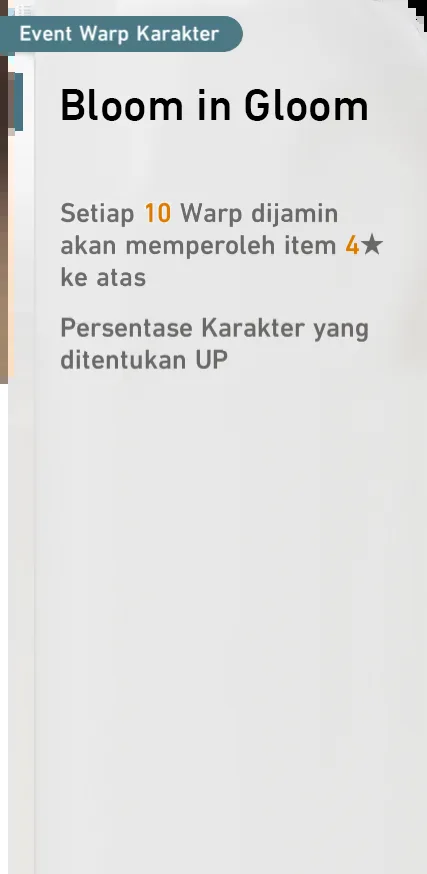 Event Warp Karakter
Bloom in Gloom
Setiap 10 Warp dijamin
akan memperoleh item 4★
ke atas
Persentase Karakter yang
ditentukan UP